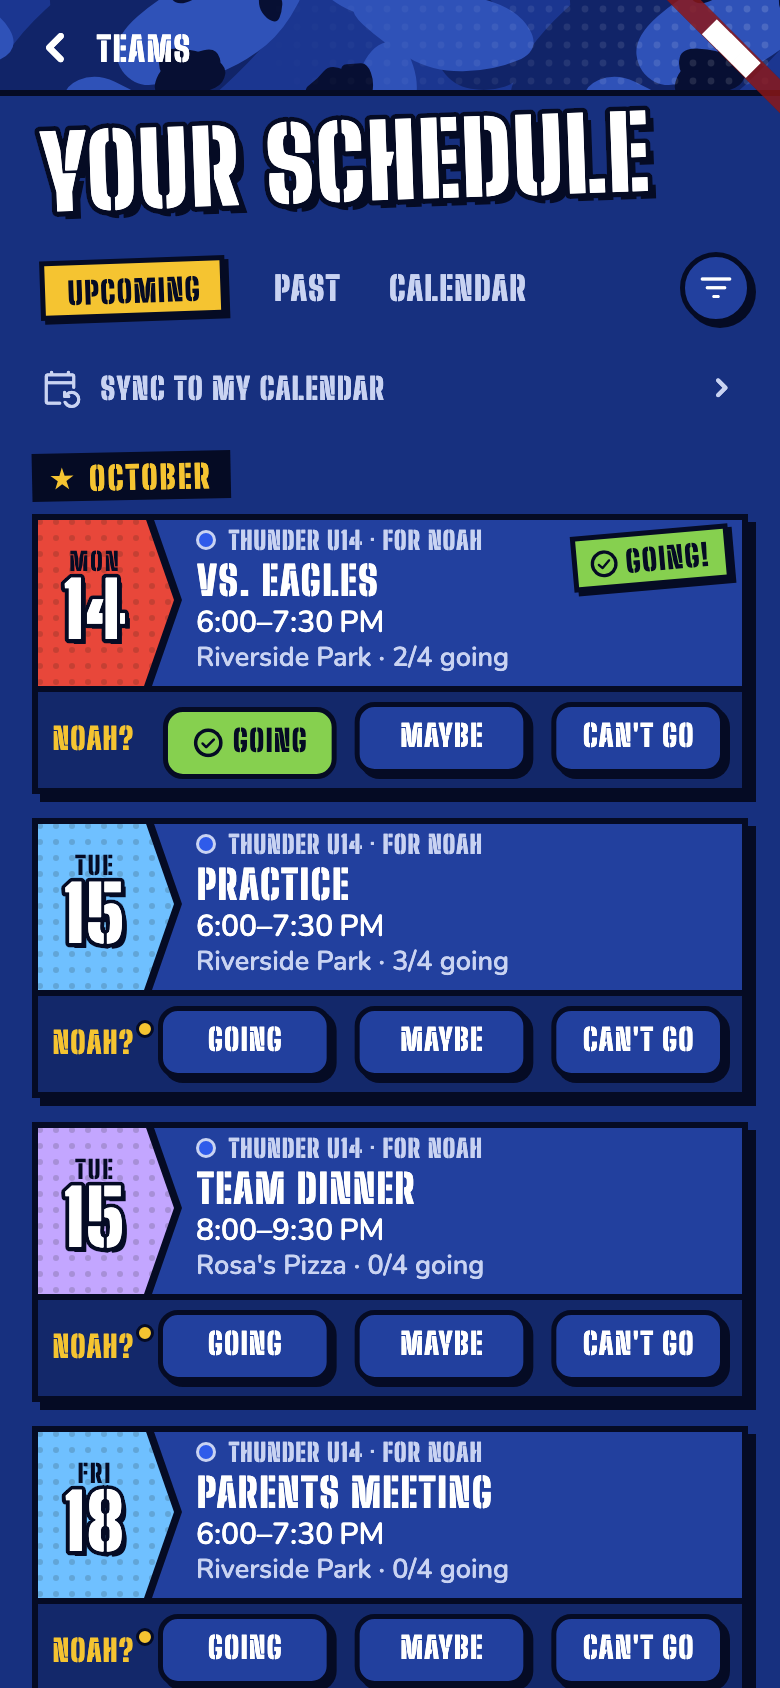 TEAMS
YOUR SCHEDULE
UPCOMING PAST CALENDAR
SYNC TO MY CALENDAR
★ OCTOBER
MON
14
THUNDER U14 · FOR NOAH
VS. EAGLES
6:00–7:30 PM
Riverside Park · 2/4 going
GOING!
NOAH? GOING MAYBE CAN'T GO
TUE
15
THUNDER U14 · FOR NOAH
PRACTICE
6:00–7:30 PM
Riverside Park · 3/4 going
NOAH? GOING MAYBE CAN'T GO
TUE
15
THUNDER U14 · FOR NOAH
TEAM DINNER
8:00–9:30 PM
Rosa's Pizza · 0/4 going
NOAH? GOING MAYBE CAN'T GO
FRI
18
THUNDER U14 · FOR NOAH
PARENTS MEETING
6:00–7:30 PM
Riverside Park · 0/4 going
NOAH? GOING MAYBE CAN'T GO